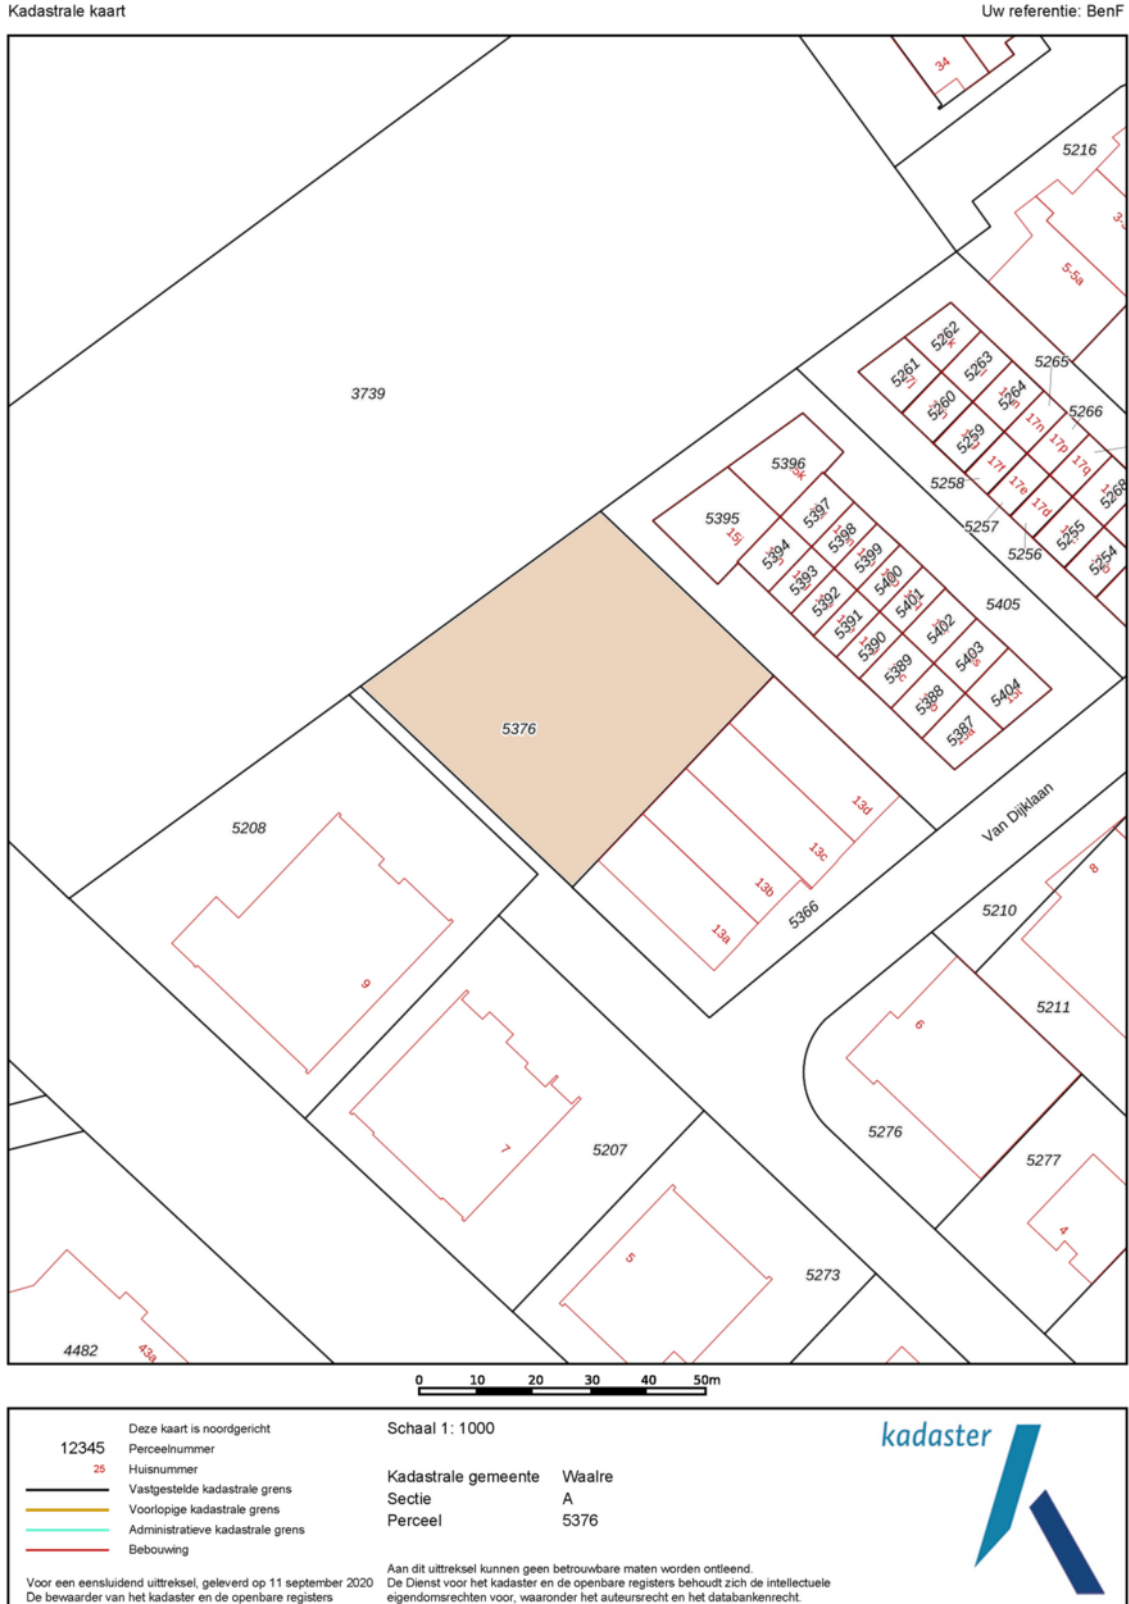 Kadastrale kaart
Uw referentie: BenF
34
5216
5-5a
3739
5262
k
5261
5263
5265
5260
5264
5266
17n
5259
17p
5396
17f
17q
5258
17e
5268
5395
5397
17d
15j
5398
5257
5255
5394
5399
5256
5254
5393
5400
5392
5401
5405
5391
5402
5390
5403
5389
5404
5388
15t
5387
5376
13d
Van Dijklaan
5208
13c
8
13b
5366
5210
13a
9
5211
6
5276
7
5207
5277
4
5
5273
4482
43a
0 10 20 30 40 50m
Deze kaart is noordgericht
12345 Perceelnummer
25 Huisnummer
Vastgestelde kadastrale grens
Voorlopige kadastrale grens
Administratieve kadastrale grens
Bebouwing
Voor een eensluidend uittreksel, geleverd op 11 september 2020
De bewaarder van het kadaster en de openbare registers
Schaal 1: 1000
Kadastrale gemeente Waalre
Sectie A
Perceel 5376
Aan dit uittreksel kunnen geen betrouwbare maten worden ontleend.
De Dienst voor het kadaster en de openbare registers behoudt zich de intellectuele
eigendomsrechten voor, waaronder het auteursrecht en het databankenrecht.
kadaster